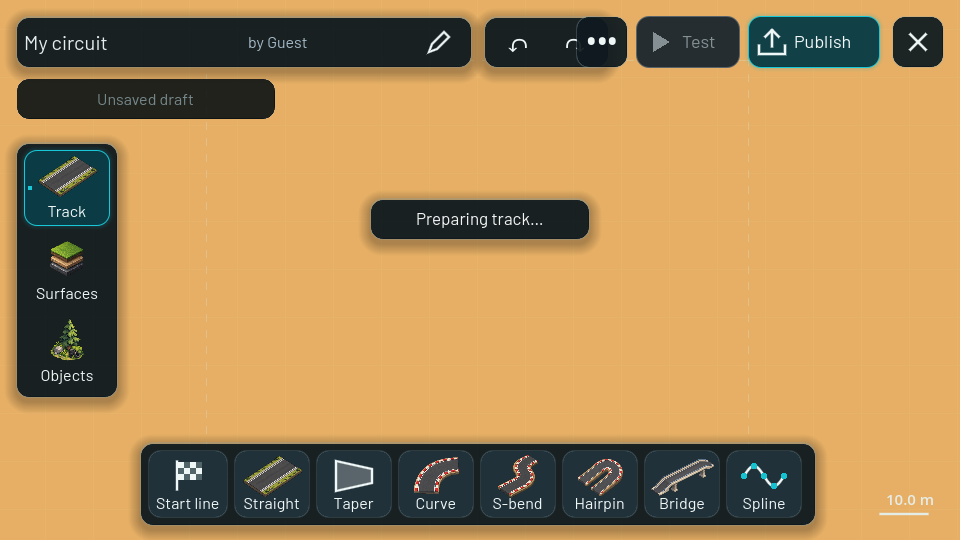 My circuit
by Guest
Test
Publish
Unsaved draft
Track
Preparing track...
Surfaces
Objects
Start line
Straight
Taper
Curve
S-bend
Hairpin
Bridge
Spline
10.0 m